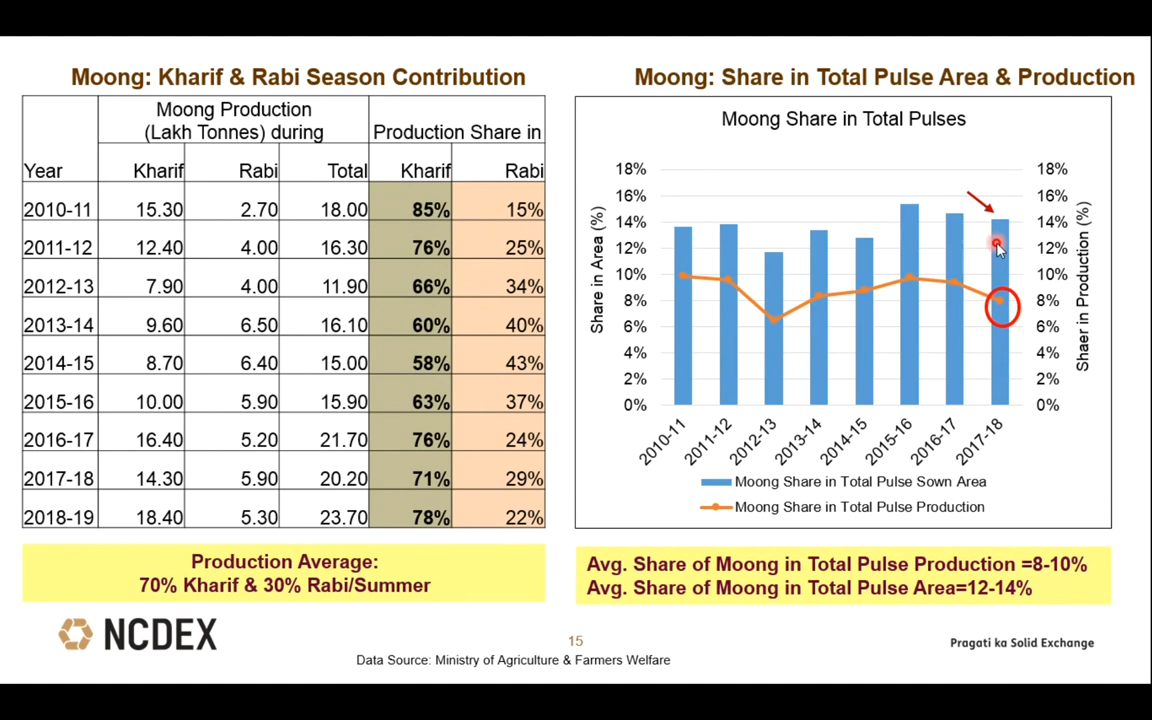 Moong: Kharif & Rabi Season Contribution
Moong Production
(Lakh Tonnes) during
Production Share in
Year Kharif Rabi Total Kharif Rabi
2010-11 15.30 2.70 18.00 85% 15%
2011-12 12.40 4.00 16.30 76% 25%
2012-13 7.90 4.00 11.90 66% 34%
2013-14 9.60 6.50 16.10 60% 40%
2014-15 8.70 6.40 15.00 58% 43%
2015-16 10.00 5.90 15.90 63% 37%
2016-17 16.40 5.20 21.70 76% 24%
2017-18 14.30 5.90 20.20 71% 29%
2018-19 18.40 5.30 23.70 78% 22%
Production Average:
70% Kharif & 30% Rabi/Summer
Moong: Share in Total Pulse Area & Production
Moong Share in Total Pulses
Share in Area (%)
18%
16%
14%
12%
10%
8%
6%
4%
2%
0%
18%
16%
14%
12%
10%
8%
6%
4%
2%
0%
Shaer in Production (%)
2010-11
2011-12
2012-13
2013-14
2014-15
2015-16
2016-17
2017-18
Moong Share in Total Pulse Sown Area
Moong Share in Total Pulse Production
Avg. Share of Moong in Total Pulse Production =8-10%
Avg. Share of Moong in Total Pulse Area=12-14%
NCDEX
15
Data Source: Ministry of Agriculture & Farmers Welfare
Pragati ka Solid Exchange